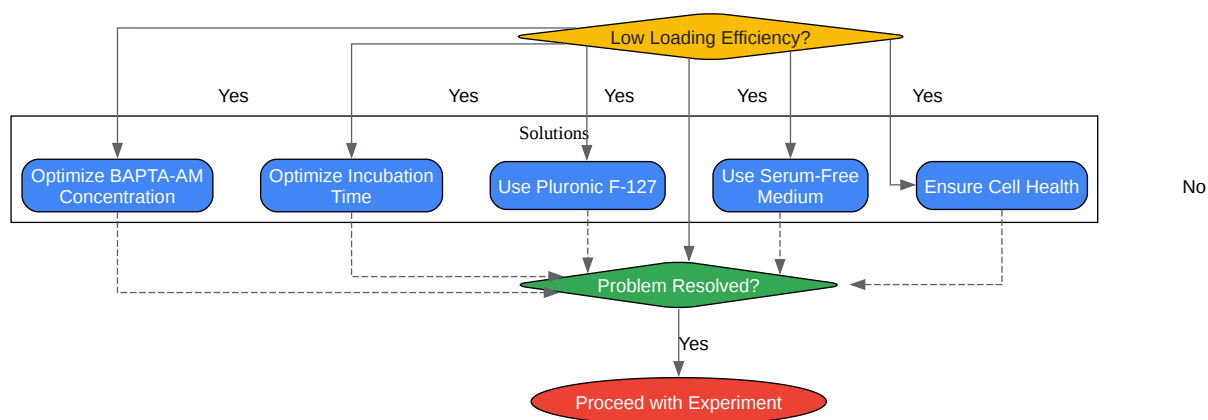 Low Loading Efficiency?
Yes
Yes
Yes
Yes
Yes
Solutions
Optimize BAPTA-AM
Concentration
Optimize Incubation
Time
Use Pluronic F-127
Use Serum-Free
Medium
Ensure Cell Health
No
Problem Resolved?
Yes
Proceed with Experiment